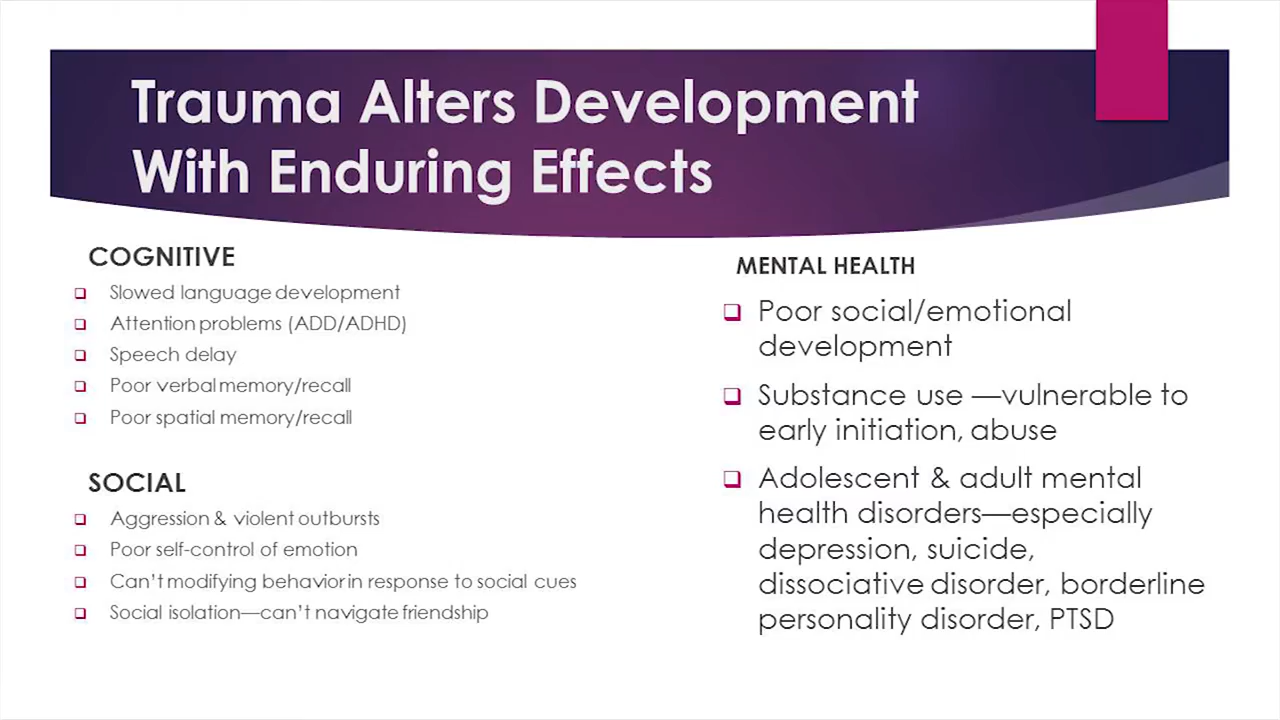 Trauma Alters Development
With Enduring Effects
COGNITIVE
Slowed language development
Attention problems (ADD/ADHD)
Speech delay
Poor verbal memory/recall
Poor spatial memory/recall
SOCIAL
Aggression & violent outbursts
Poor self-control of emotion
Can't modifying behavior in response to social cues
Social isolation—can't navigate friendship
MENTAL HEALTH
Poor social/emotional
development
Substance use —vulnerable to
early initiation, abuse
Adolescent & adult mental
health disorders—especially
depression, suicide,
dissociative disorder, borderline
personality disorder, PTSD